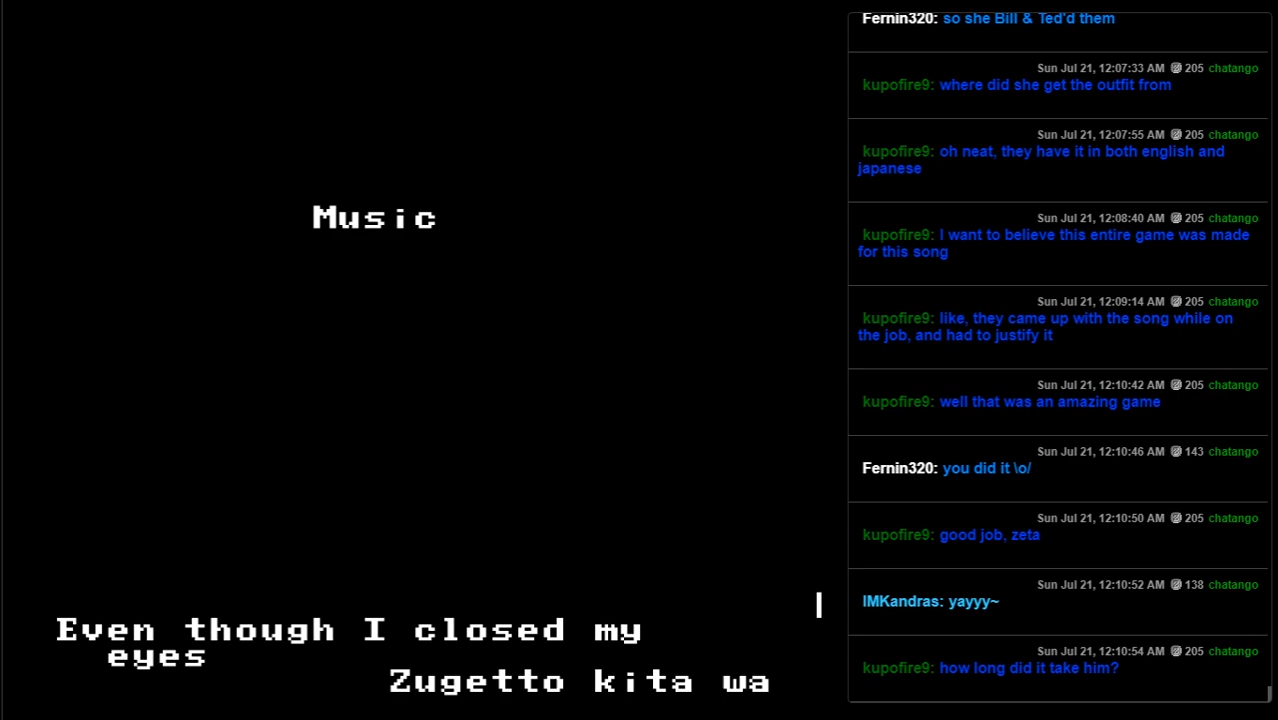 Music
Even though I closed my
eyes
Zugetto kita wa
Fernin320: so she Bill & Ted'd them
Sun Jul 21, 12:07:33 AM 205 chatango
kupofire9: where did she get the outfit from
Sun Jul 21, 12:07:55 AM 205 chatango
kupofire9: oh neat, they have it in both english and
japanese
Sun Jul 21, 12:08:40 AM 205 chatango
kupofire9: I want to believe this entire game was made
for this song
Sun Jul 21, 12:09:14 AM 205 chatango
kupofire9: like, they came up with the song while on
the job, and had to justify it
Sun Jul 21, 12:10:42 AM 205 chatango
kupofire9: well that was an amazing game
Sun Jul 21, 12:10:46 AM 143 chatango
Fernin320: you did it \o/
Sun Jul 21, 12:10:50 AM 205 chatango
kupofire9: good job, zeta
Sun Jul 21, 12:10:52 AM 138 chatango
IMKandras: yayyy~
Sun Jul 21, 12:10:54 AM 205 chatango
kupofire9: how long did it take him?